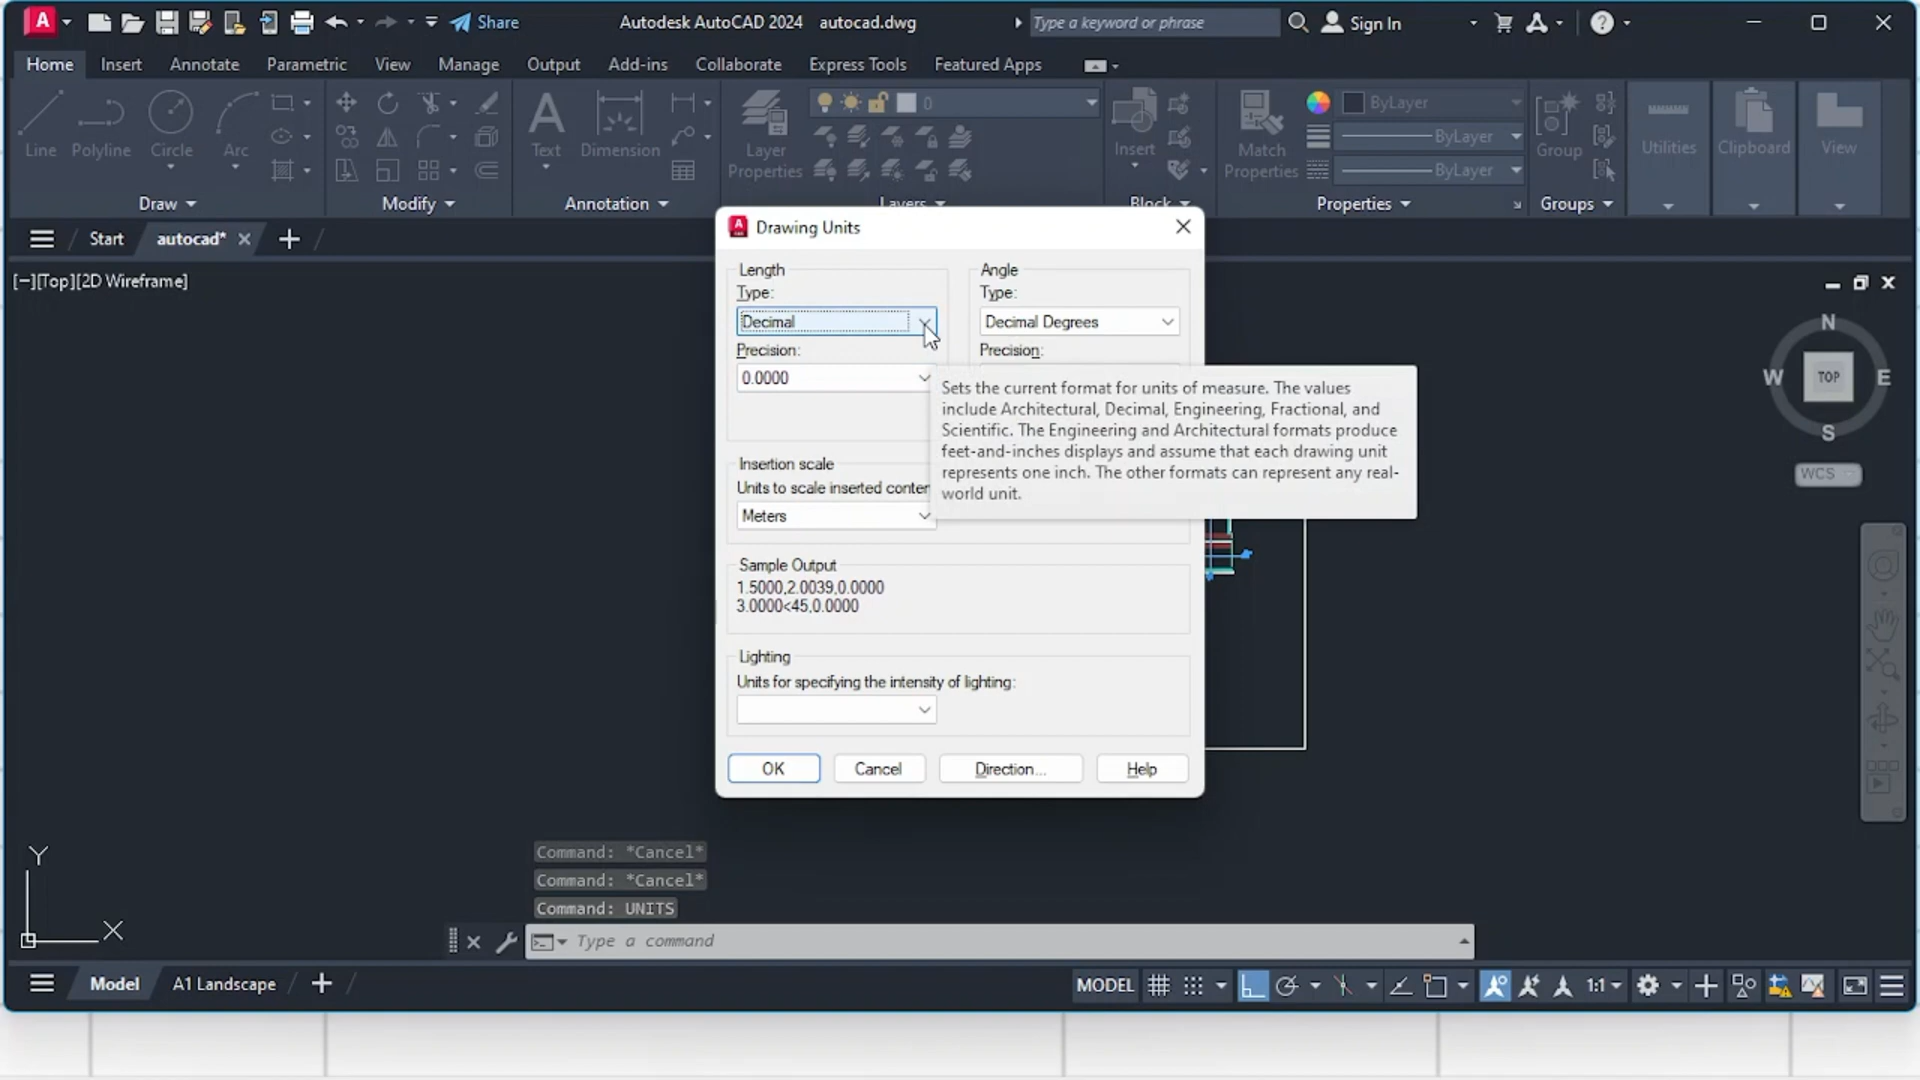 Share
Autodesk AutoCAD 2024 autocad.dwg
Type a keyword or phrase
Sign In
Home Insert Annotate Parametric View Manage Output Add-ins Collaborate Express Tools Featured Apps
Line Polyline Circle Arc
Text Dimension
Layer
Properties
0
Insert
Match
Properties
ByLayer
ByLayer
ByLayer
Group
Utilities Clipboard View
Draw Modify Annotation Layers Block Properties Groups
Start autocad*
[−][Top][2D Wireframe]
Drawing Units
Length
Type:
Decimal
Precision:
0.0000
Angle
Type:
Decimal Degrees
Precision:
Sets the current format for units of measure. The values
include Architectural, Decimal, Engineering, Fractional, and
Scientific. The Engineering and Architectural formats produce
feet-and-inches displays and assume that each drawing unit
represents one inch. The other formats can represent any real-
world unit.
Insertion scale
Units to scale inserted conten
Meters
Sample Output
1.5000,2.0039,0.0000
3.0000<45,0.0000
Lighting
Units for specifying the intensity of lighting:
OK Cancel Direction... Help
N
W TOP E
S
WCS
Y
X
Command: *Cancel*
Command: *Cancel*
Command: UNITS
Type a command
Model A1 Landscape
MODEL
1:1